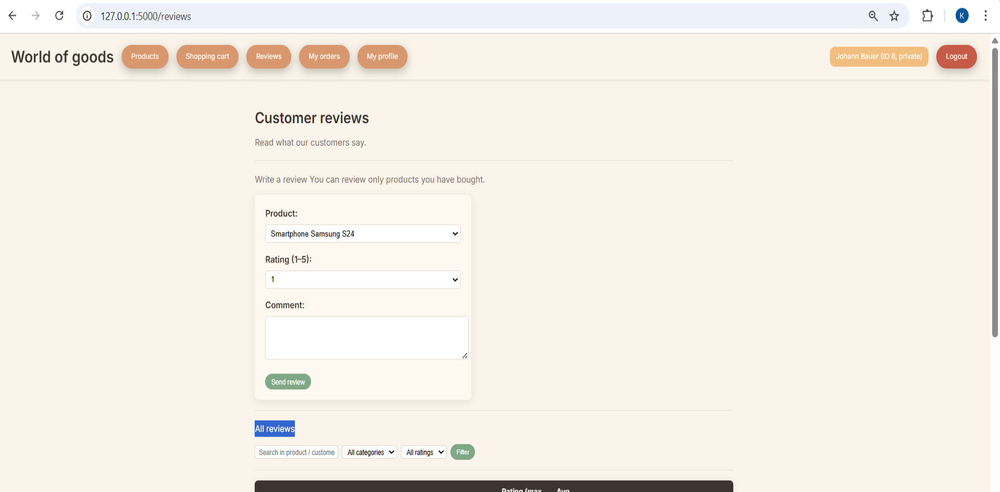 127.0.0.1:5000/reviews
K
World of goods
Products
Shopping cart
Reviews
My orders
My profile
Johann Bauer (ID 8, private)
Logout
Customer reviews
Read what our customers say.
Write a review You can review only products you have bought.
Product:
Smartphone Samsung S24
Rating (1–5):
1
Comment:
Send review
All reviews
Search in product / custome
All categories
All ratings
Filter
Rating (max
Avg